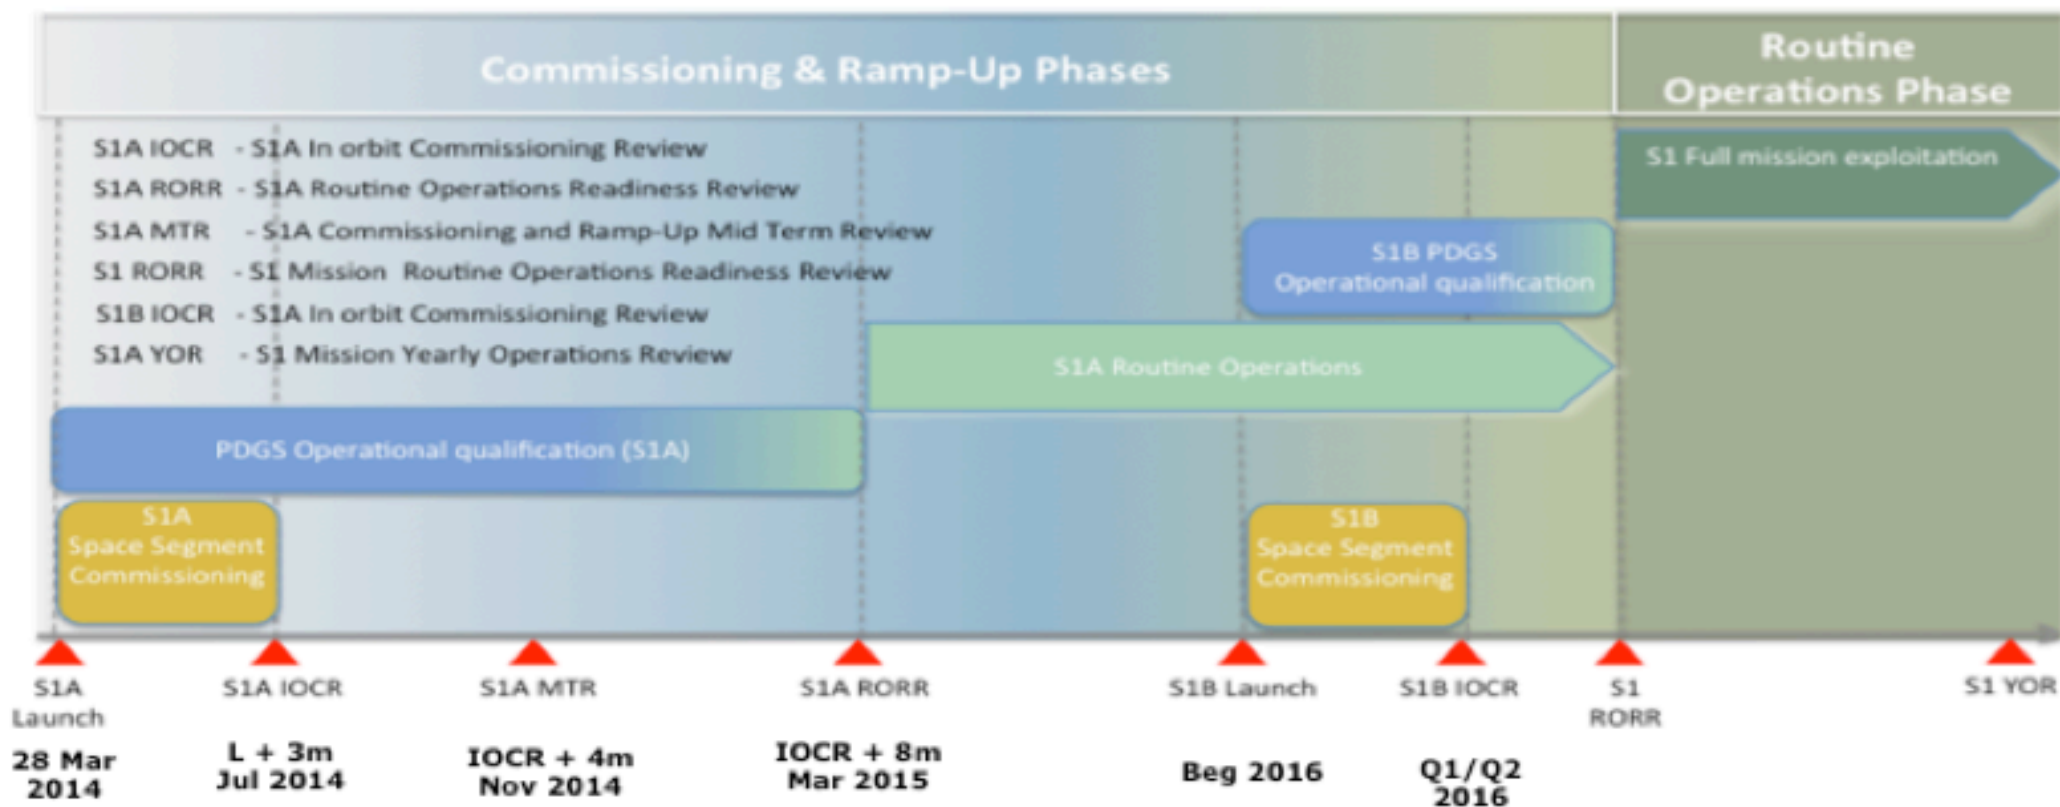 Commissioning & Ramp-Up Phases
Routine
Operations Phase
S1A IOCR - S1A In orbit Commissioning Review
S1A RORR - S1A Routine Operations Readiness Review
S1A MTR - S1A Commissioning and Ramp-Up Mid Term Review
S1 RORR - S1 Mission Routine Operations Readiness Review
S1B IOCR - S1A In orbit Commissioning Review
S1A YOR - S1 Mission Yearly Operations Review
S1 Full mission exploitation
S1B PDGS
Operational qualification
S1A Routine Operations
PDGS Operational qualification (S1A)
S1A
Space Segment
Commissioning
S1B
Space Segment
Commissioning
S1A
Launch
28 Mar
2014
S1A IOCR
L + 3m
Jul 2014
S1A MTR
IOCR + 4m
Nov 2014
S1A RORR
IOCR + 8m
Mar 2015
S1B Launch
Beg 2016
S1B IOCR
Q1/Q2
2016
S1
RORR
S1 YOR